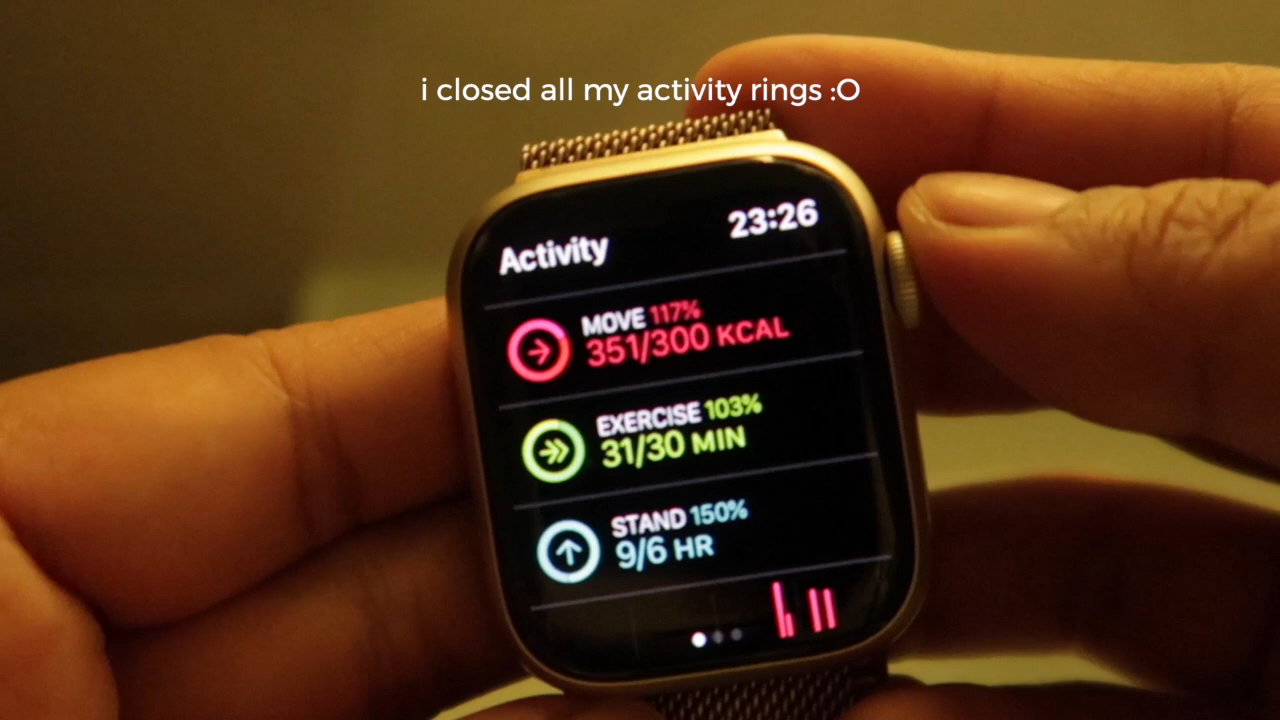 i closed all my activity rings :O
23:26
Activity
MOVE 117%
351/300 KCAL
EXERCISE 103%
31/30 MIN
STAND 150%
9/6 HR